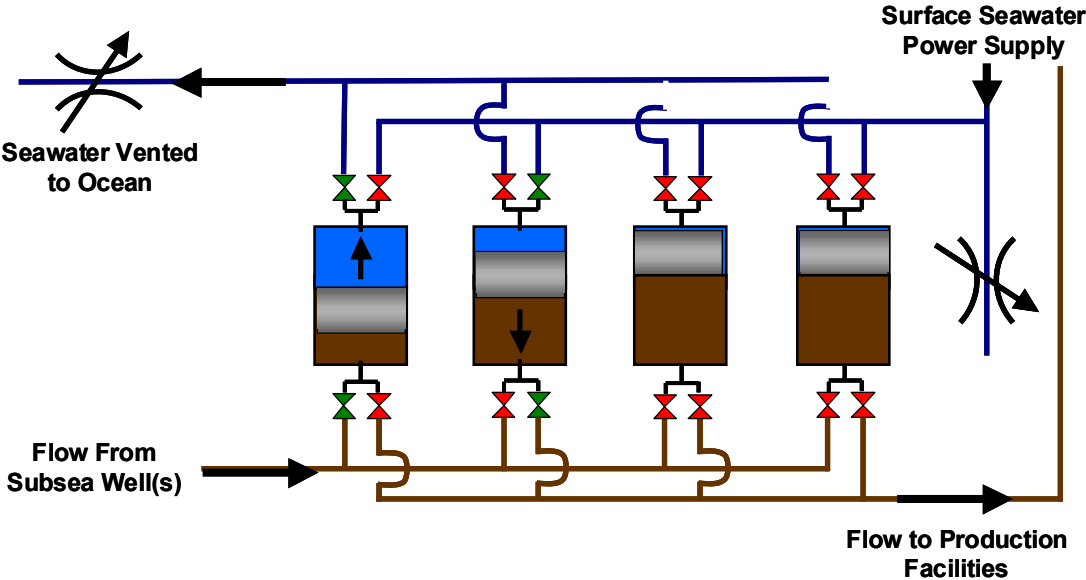 Surface Seawater
Power Supply
Seawater Vented
to Ocean
Flow From
Subsea Well(s)
Flow to Production
Facilities